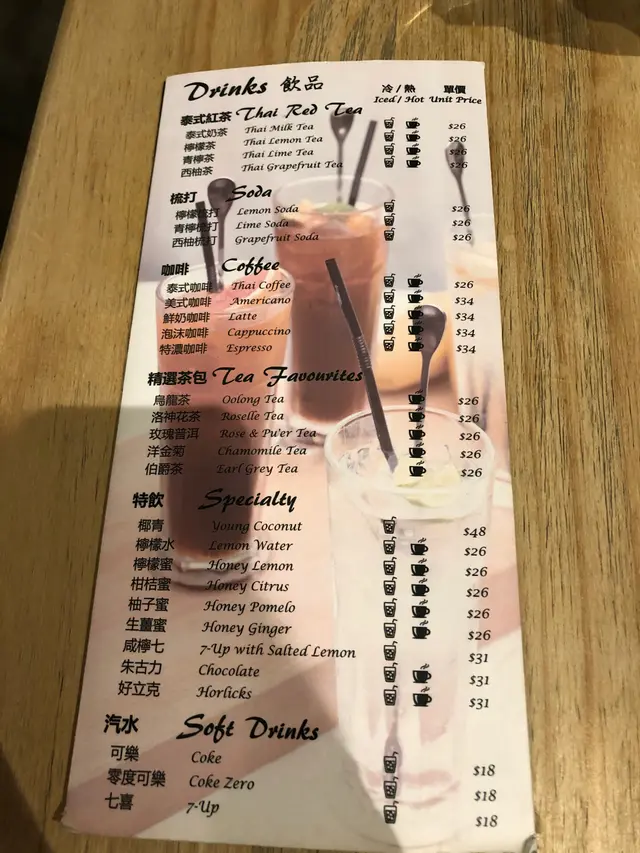 Drinks 飲品 冷 / 熱 單價
Iced / Hot Unit Price
泰式紅茶 Thai Red Tea
泰式奶茶 Thai Milk Tea $26
檸檬茶 Thai Lemon Tea $26
青檸茶 Thai Lime Tea $26
西柚茶 Thai Grapefruit Tea $26
梳打 Soda
檸檬梳打 Lemon Soda $26
青檸梳打 Lime Soda $26
西柚梳打 Grapefruit Soda $26
咖啡 Coffee
泰式咖啡 Thai Coffee $26
美式咖啡 Americano $34
鮮奶咖啡 Latte $34
泡沫咖啡 Cappuccino $34
特濃咖啡 Espresso $34
精選茶包 Tea Favourites
烏龍茶 Oolong Tea $26
洛神花茶 Roselle Tea $26
玫瑰普洱 Rose & Pu'er Tea $26
洋金菊 Chamomile Tea $26
伯爵茶 Earl Grey Tea $26
特飲 Specialty
椰青 Young Coconut $48
檸檬水 Lemon Water $26
檸檬蜜 Honey Lemon $26
柑桔蜜 Honey Citrus $26
柚子蜜 Honey Pomelo $26
生薑蜜 Honey Ginger $26
咸檸七 7-Up with Salted Lemon $31
朱古力 Chocolate $31
好立克 Horlicks $31
汽水 Soft Drinks
可樂 Coke $18
零度可樂 Coke Zero $18
七喜 7-Up $18